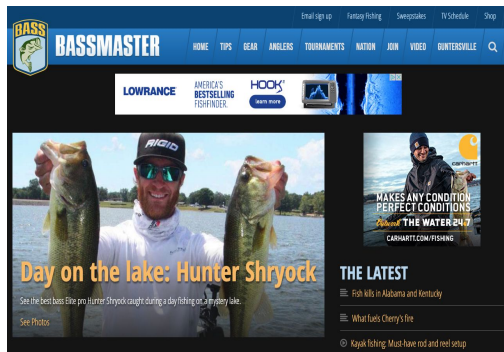 Email sign up Fantasy Fishing Sweepstakes TV Schedule Shop
BASS
BASSMASTER
HOME TIPS GEAR ANGLERS TOURNAMENTS NATION JOIN VIDEO GUNTERSVILLE
LOWRANCE
AMERICA'S
BESTSELLING
FISHFINDER.
HOOK²
learn more
RIGID
carhartt
MAKES ANY CONDITION
PERFECT CONDITIONS
THE WATER 24-7
CARHARTT.COM/FISHING
Day on the lake: Hunter Shryock
See the best bass Elite pro Hunter Shryock caught during a day fishing on a mystery lake.
See Photos
THE LATEST
Fish kills in Alabama and Kentucky
What fuels Cherry's fire
Kayak fishing: Must-have rod and reel setup